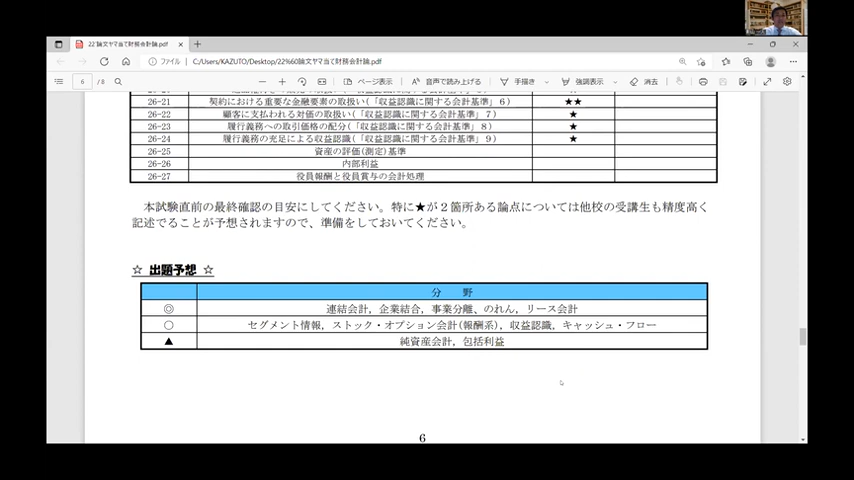 22 論文ヤマ当て財務会計論.pdf
ファイル C:/Users/KAZUTO/Desktop/22%60論文ヤマ当て財務会計論.pdf
6 /8 ページ表示 音声で読み上げる 手描き 強調表示 消去
26-21 契約における重要な金融要素の取扱い(「収益認識に関する会計基準」6) ★★
26-22 顧客に支払われる対価の取扱い(「収益認識に関する会計基準」7) ★
26-23 履行義務への取引価格の配分(「収益認識に関する会計基準」8) ★
26-24 履行義務の充足による収益認識(「収益認識に関する会計基準」9) ★
26-25 資産の評価(測定)基準
26-26 内部利益
26-27 役員報酬と役員賞与の会計処理
本試験直前の最終確認の目安にしてください。特に★が2箇所ある論点については他校の受講生も精度高く
記述でることが予想されますので、準備をしておいてください。
☆ 出題予想 ☆
分 野
◎ 連結会計, 企業結合, 事業分離、のれん, リース会計
○ セグメント情報, ストック・オプション会計(報酬系), 収益認識, キャッシュ・フロー
▲ 純資産会計, 包括利益
6